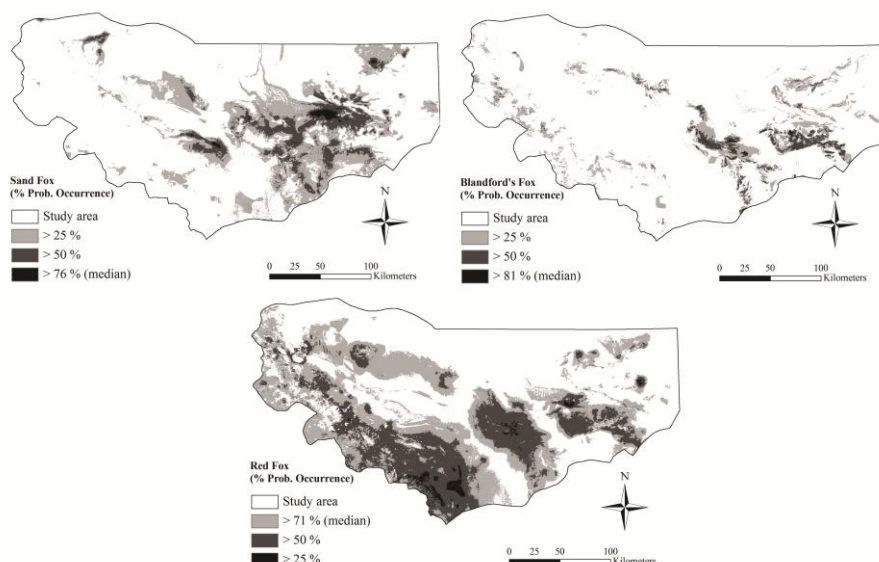 Sand Fox
(% Prob. Occurrence)
Study area
> 25 %
> 50 %
> 76 % (median)
N
0 25 50 100
Kilometers
Blandford's Fox
(% Prob. Occurrence)
Study area
> 25 %
> 50 %
> 81 % (median)
N
0 25 50 100
Kilometers
Red Fox
(% Prob. Occurrence)
Study area
> 71 % (median)
> 50 %
> 25 %
N
0 25 50 100
Kilometers